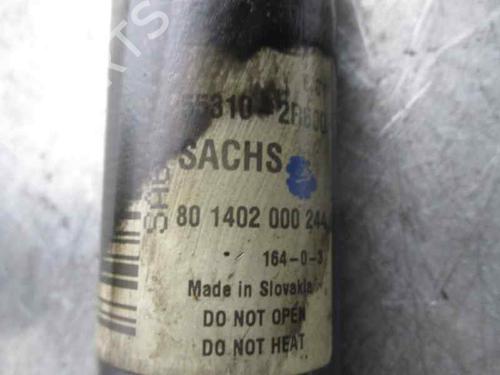 SACHS
80 1402 000 244
164-0-3
Made in Slovakia
DO NOT OPEN
DO NOT HEAT